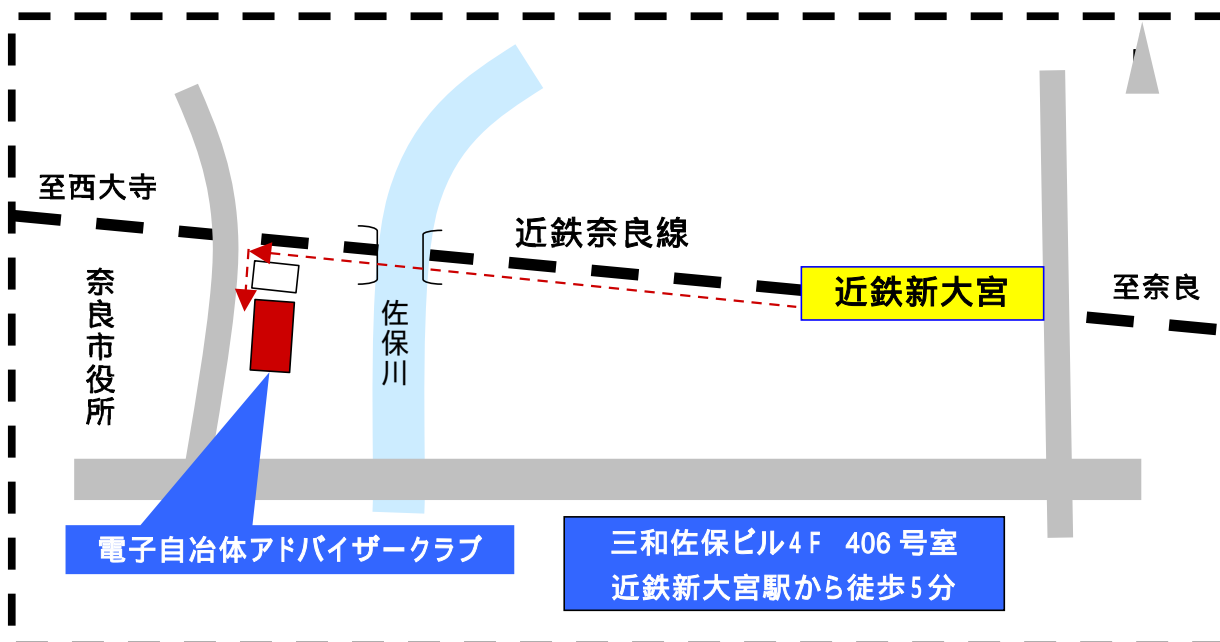 至西大寺
近鉄奈良線
近鉄新大宮
至奈良
奈良市役所
佐保川
電子自治体アドバイザークラブ
三和佐保ビル4F 406号室
近鉄新大宮駅から徒歩5分